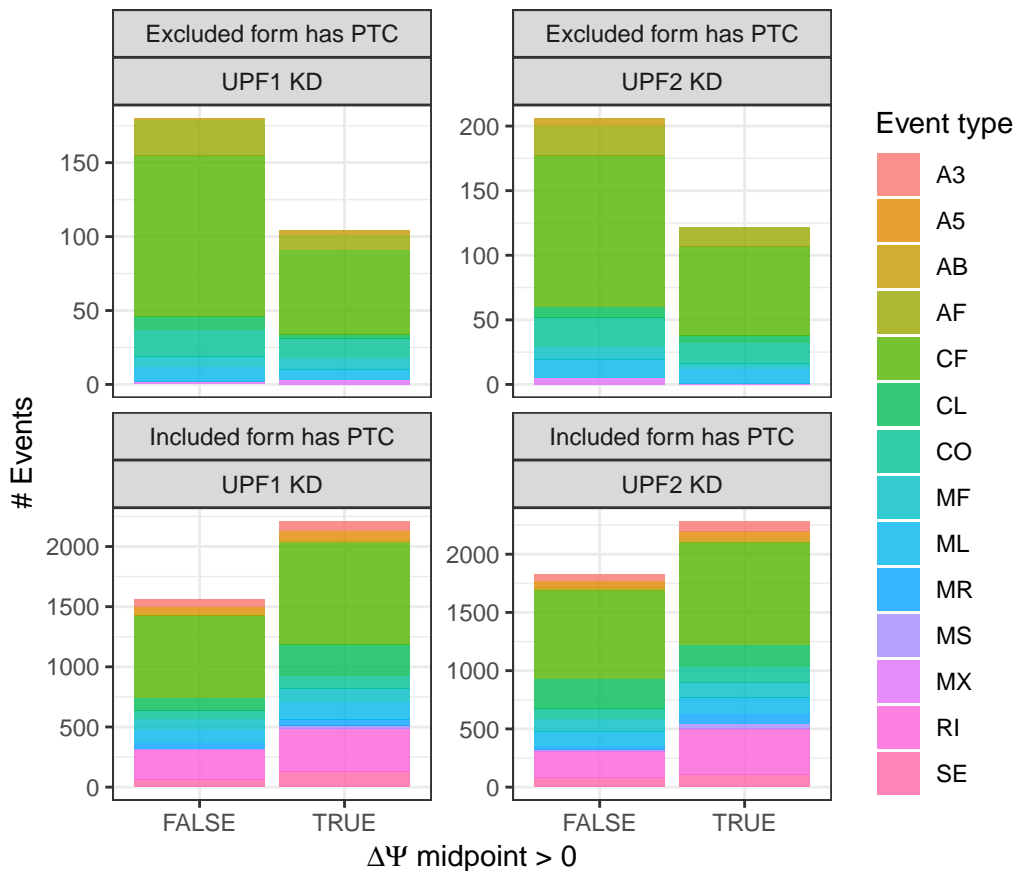 Excluded form has PTC
UPF1 KD
Excluded form has PTC
UPF2 KD
150
100
50
0
200
150
100
50
0
Included form has PTC
UPF1 KD
Included form has PTC
UPF2 KD
2000
1500
1000
500
0
2000
1500
1000
500
0
FALSE
TRUE
FALSE
TRUE
ΔΨ midpoint > 0
# Events
Event type
A3
A5
AB
AF
CF
CL
CO
MF
ML
MR
MS
MX
RI
SE